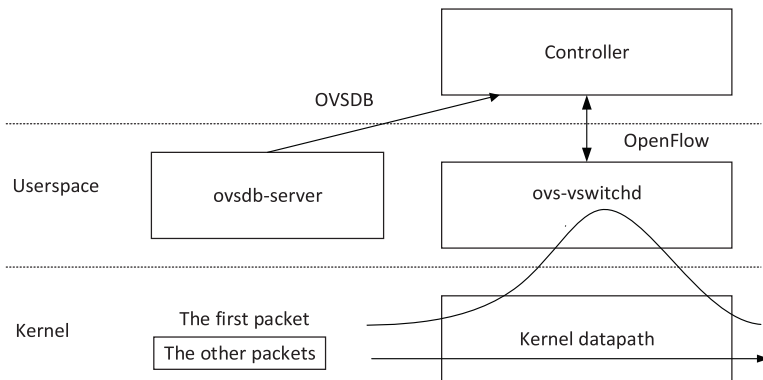 Controller
OVSDB
OpenFlow
Userspace
ovsdb-server
ovs-vswitchd
The first packet
Kernel
Kernel datapath
The other packets